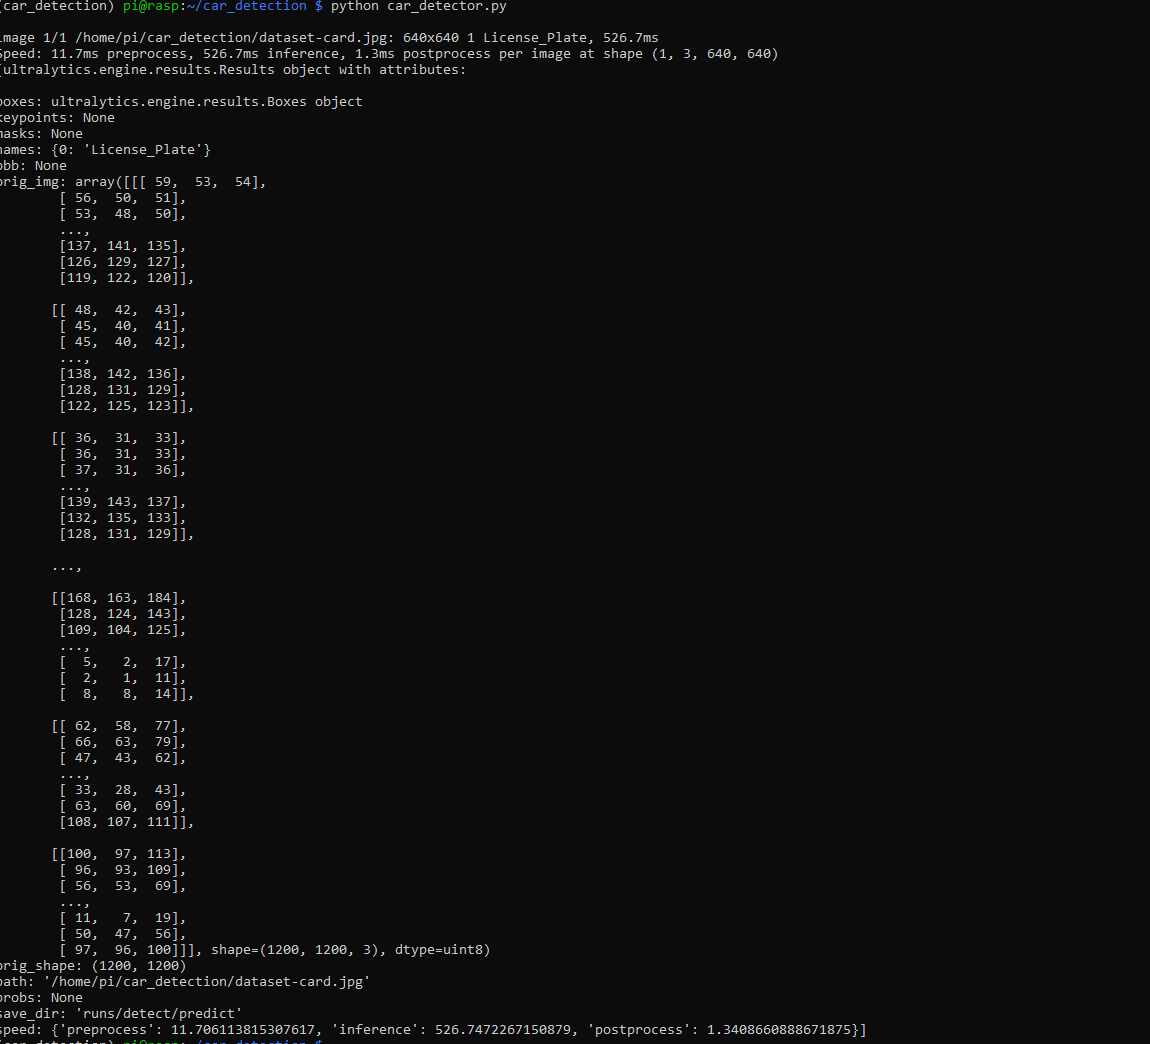 (car_detection) pi@rasp:~/car_detection $ python car_detector.py
image 1/1 /home/pi/car_detection/dataset-card.jpg: 640x640 1 License_Plate, 526.7ms
Speed: 11.7ms preprocess, 526.7ms inference, 1.3ms postprocess per image at shape (1, 3, 640, 640)
[ultralytics.engine.results.Results object with attributes:
boxes: ultralytics.engine.results.Boxes object
keypoints: None
masks: None
names: {0: 'License_Plate'}
obb: None
orig_img: array([[[ 59,  53,  54],
[ 56,  50,  51],
[ 53,  48,  50],
...,
[137, 141, 135],
[126, 129, 127],
[119, 122, 120]],
[[ 48,  42,  43],
[ 45,  40,  41],
[ 45,  40,  42],
...,
[138, 142, 136],
[128, 131, 129],
[122, 125, 123]],
[[ 36,  31,  33],
[ 36,  31,  33],
[ 37,  31,  36],
...,
[139, 143, 137],
[132, 135, 133],
[128, 131, 129]],
...,
[[168, 163, 184],
[128, 124, 143],
[109, 104, 125],
...,
[  5,   2,  17],
[  2,   1,  11],
[  8,   8,  14]],
[[ 62,  58,  77],
[ 66,  63,  79],
[ 47,  43,  62],
...,
[ 33,  28,  43],
[ 63,  60,  69],
[108, 107, 111]],
[[100,  97, 113],
[ 96,  93, 109],
[ 56,  53,  69],
...,
[ 11,   7,  19],
[ 50,  47,  56],
[ 97,  96, 100]]], shape=(1200, 1200, 3), dtype=uint8)
orig_shape: (1200, 1200)
path: '/home/pi/car_detection/dataset-card.jpg'
probs: None
save_dir: 'runs/detect/predict'
speed: {'preprocess': 11.706113815307617, 'inference': 526.7472267150879, 'postprocess': 1.3408660888671875}]
(car_detection) pi@rasp:~/car_detection $